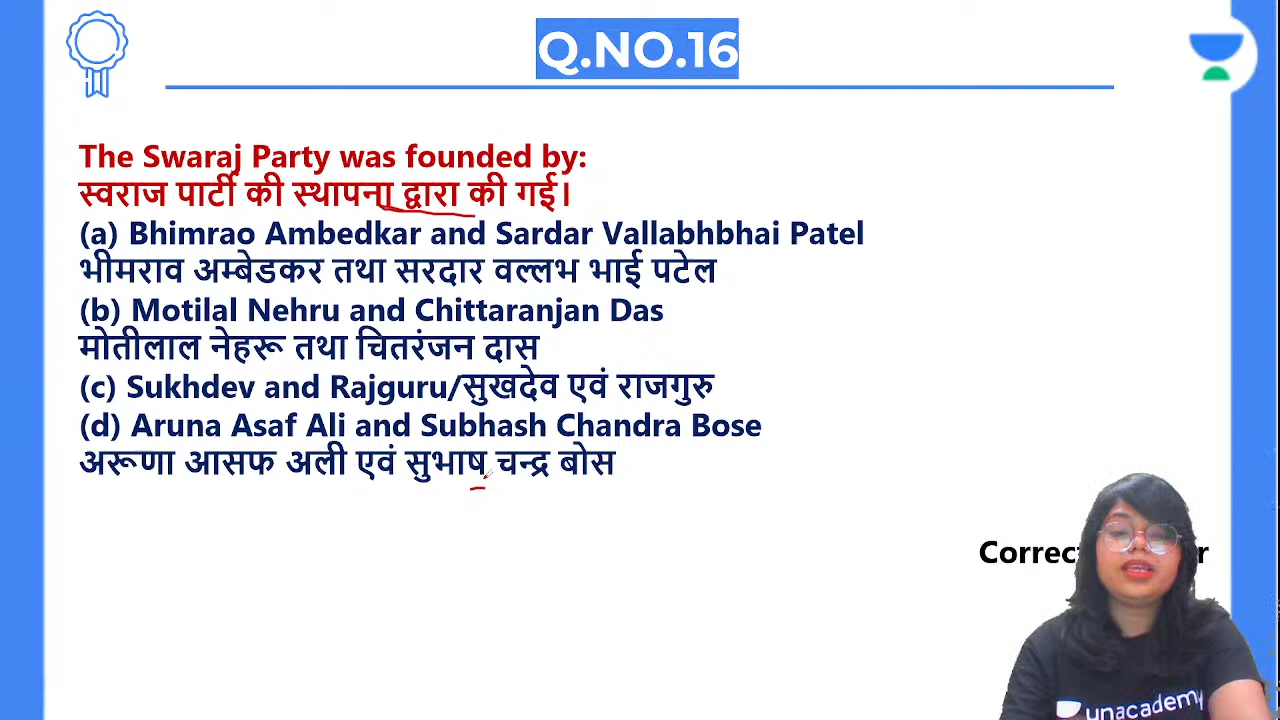 Q.NO.16
The Swaraj Party was founded by:
स्वराज पार्टी की स्थापना द्वारा की गई।
(a) Bhimrao Ambedkar and Sardar Vallabhbhai Patel
भीमराव अम्बेडकर तथा सरदार वल्लभ भाई पटेल
(b) Motilal Nehru and Chittaranjan Das
मोतीलाल नेहरू तथा चितरंजन दास
(c) Sukhdev and Rajguru/सुखदेव एवं राजगुरु
(d) Aruna Asaf Ali and Subhash Chandra Bose
अरूणा आसफ अली एवं सुभाष चन्द्र बोस
unacademy